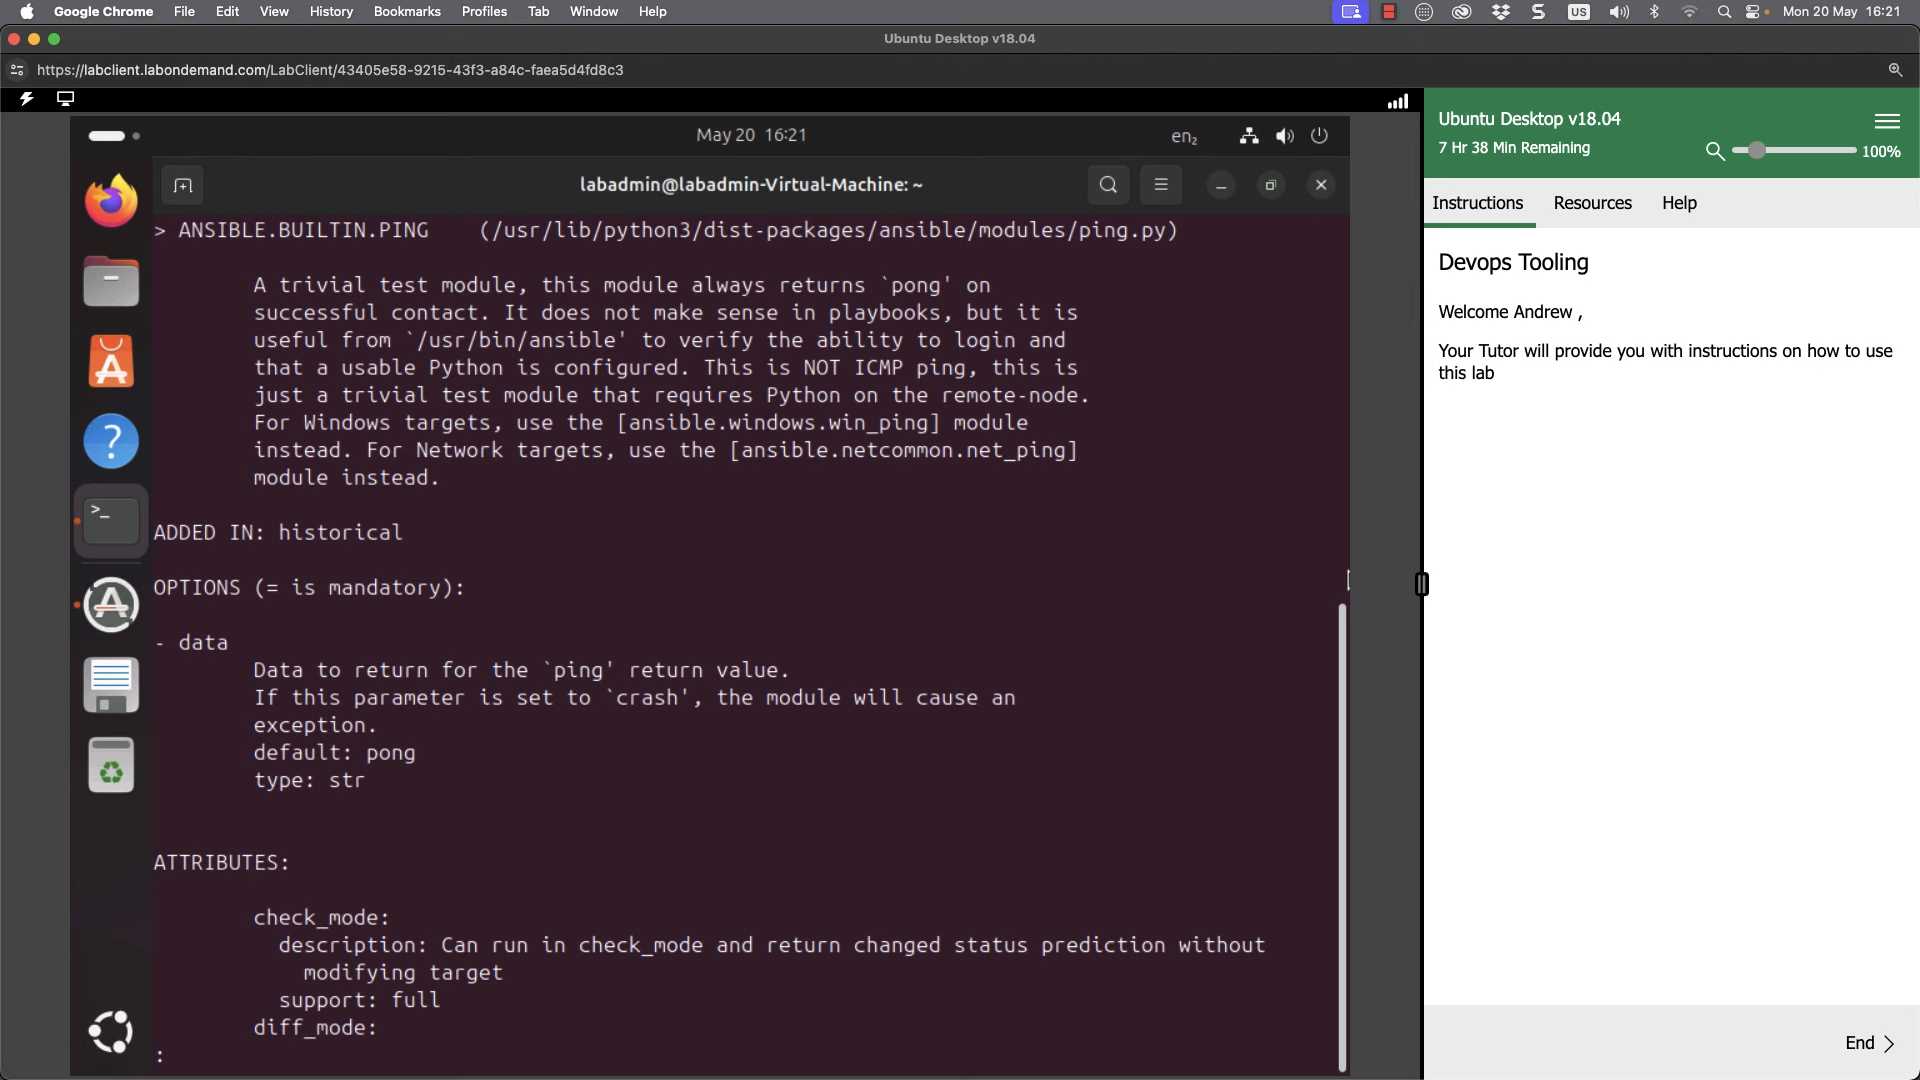 Google Chrome File Edit View History Bookmarks Profiles Tab Window Help US Mon 20 May 16:21
Ubuntu Desktop v18.04
https://labclient.labondemand.com/LabClient/43405e58-9215-43f3-a84c-faea5d4fd8c3
May 20 16:21 en₂
labadmin@labadmin-Virtual-Machine: ~
> ANSIBLE.BUILTIN.PING (/usr/lib/python3/dist-packages/ansible/modules/ping.py)
A trivial test module, this module always returns `pong' on
successful contact. It does not make sense in playbooks, but it is
useful from `/usr/bin/ansible' to verify the ability to login and
that a usable Python is configured. This is NOT ICMP ping, this is
just a trivial test module that requires Python on the remote-node.
For Windows targets, use the [ansible.windows.win_ping] module
instead. For Network targets, use the [ansible.netcommon.net_ping]
module instead.
ADDED IN: historical
OPTIONS (= is mandatory):
- data
Data to return for the `ping' return value.
If this parameter is set to `crash', the module will cause an
exception.
default: pong
type: str
ATTRIBUTES:
check_mode:
description: Can run in check_mode and return changed status prediction without
modifying target
support: full
diff_mode:
:
Ubuntu Desktop v18.04
7 Hr 38 Min Remaining
100%
Instructions Resources Help
Devops Tooling
Welcome Andrew ,
Your Tutor will provide you with instructions on how to use
this lab
End